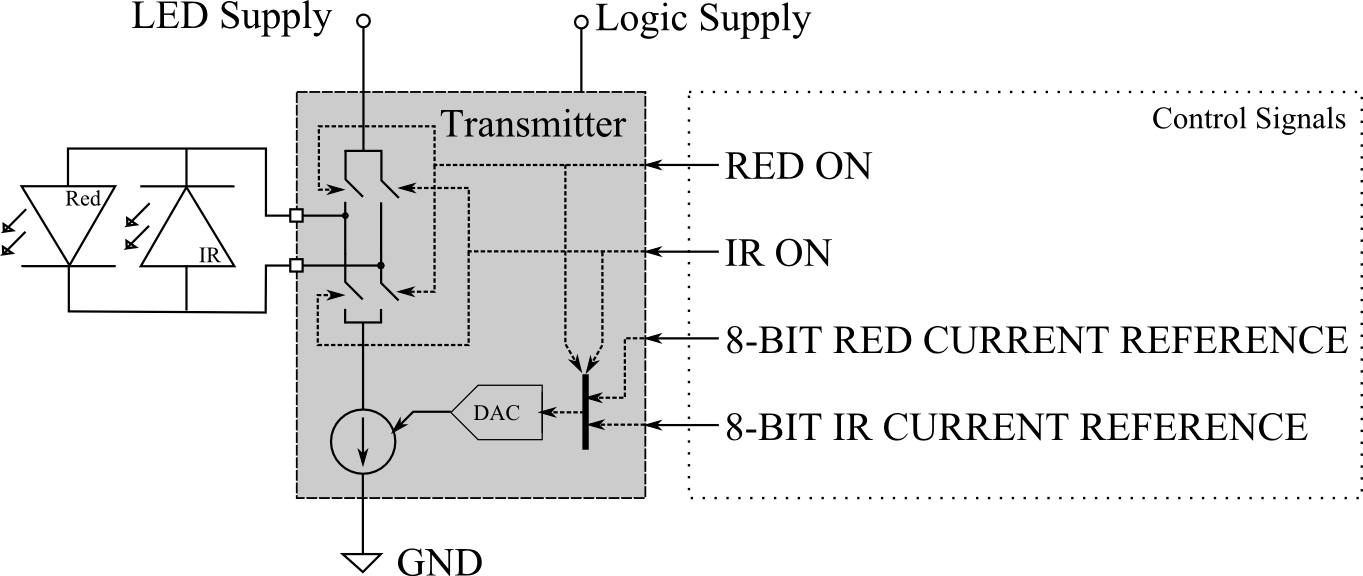 LED Supply
Logic Supply
Transmitter
Control Signals
RED ON
Red
IR
IR ON
8-BIT RED CURRENT REFERENCE
DAC
8-BIT IR CURRENT REFERENCE
GND